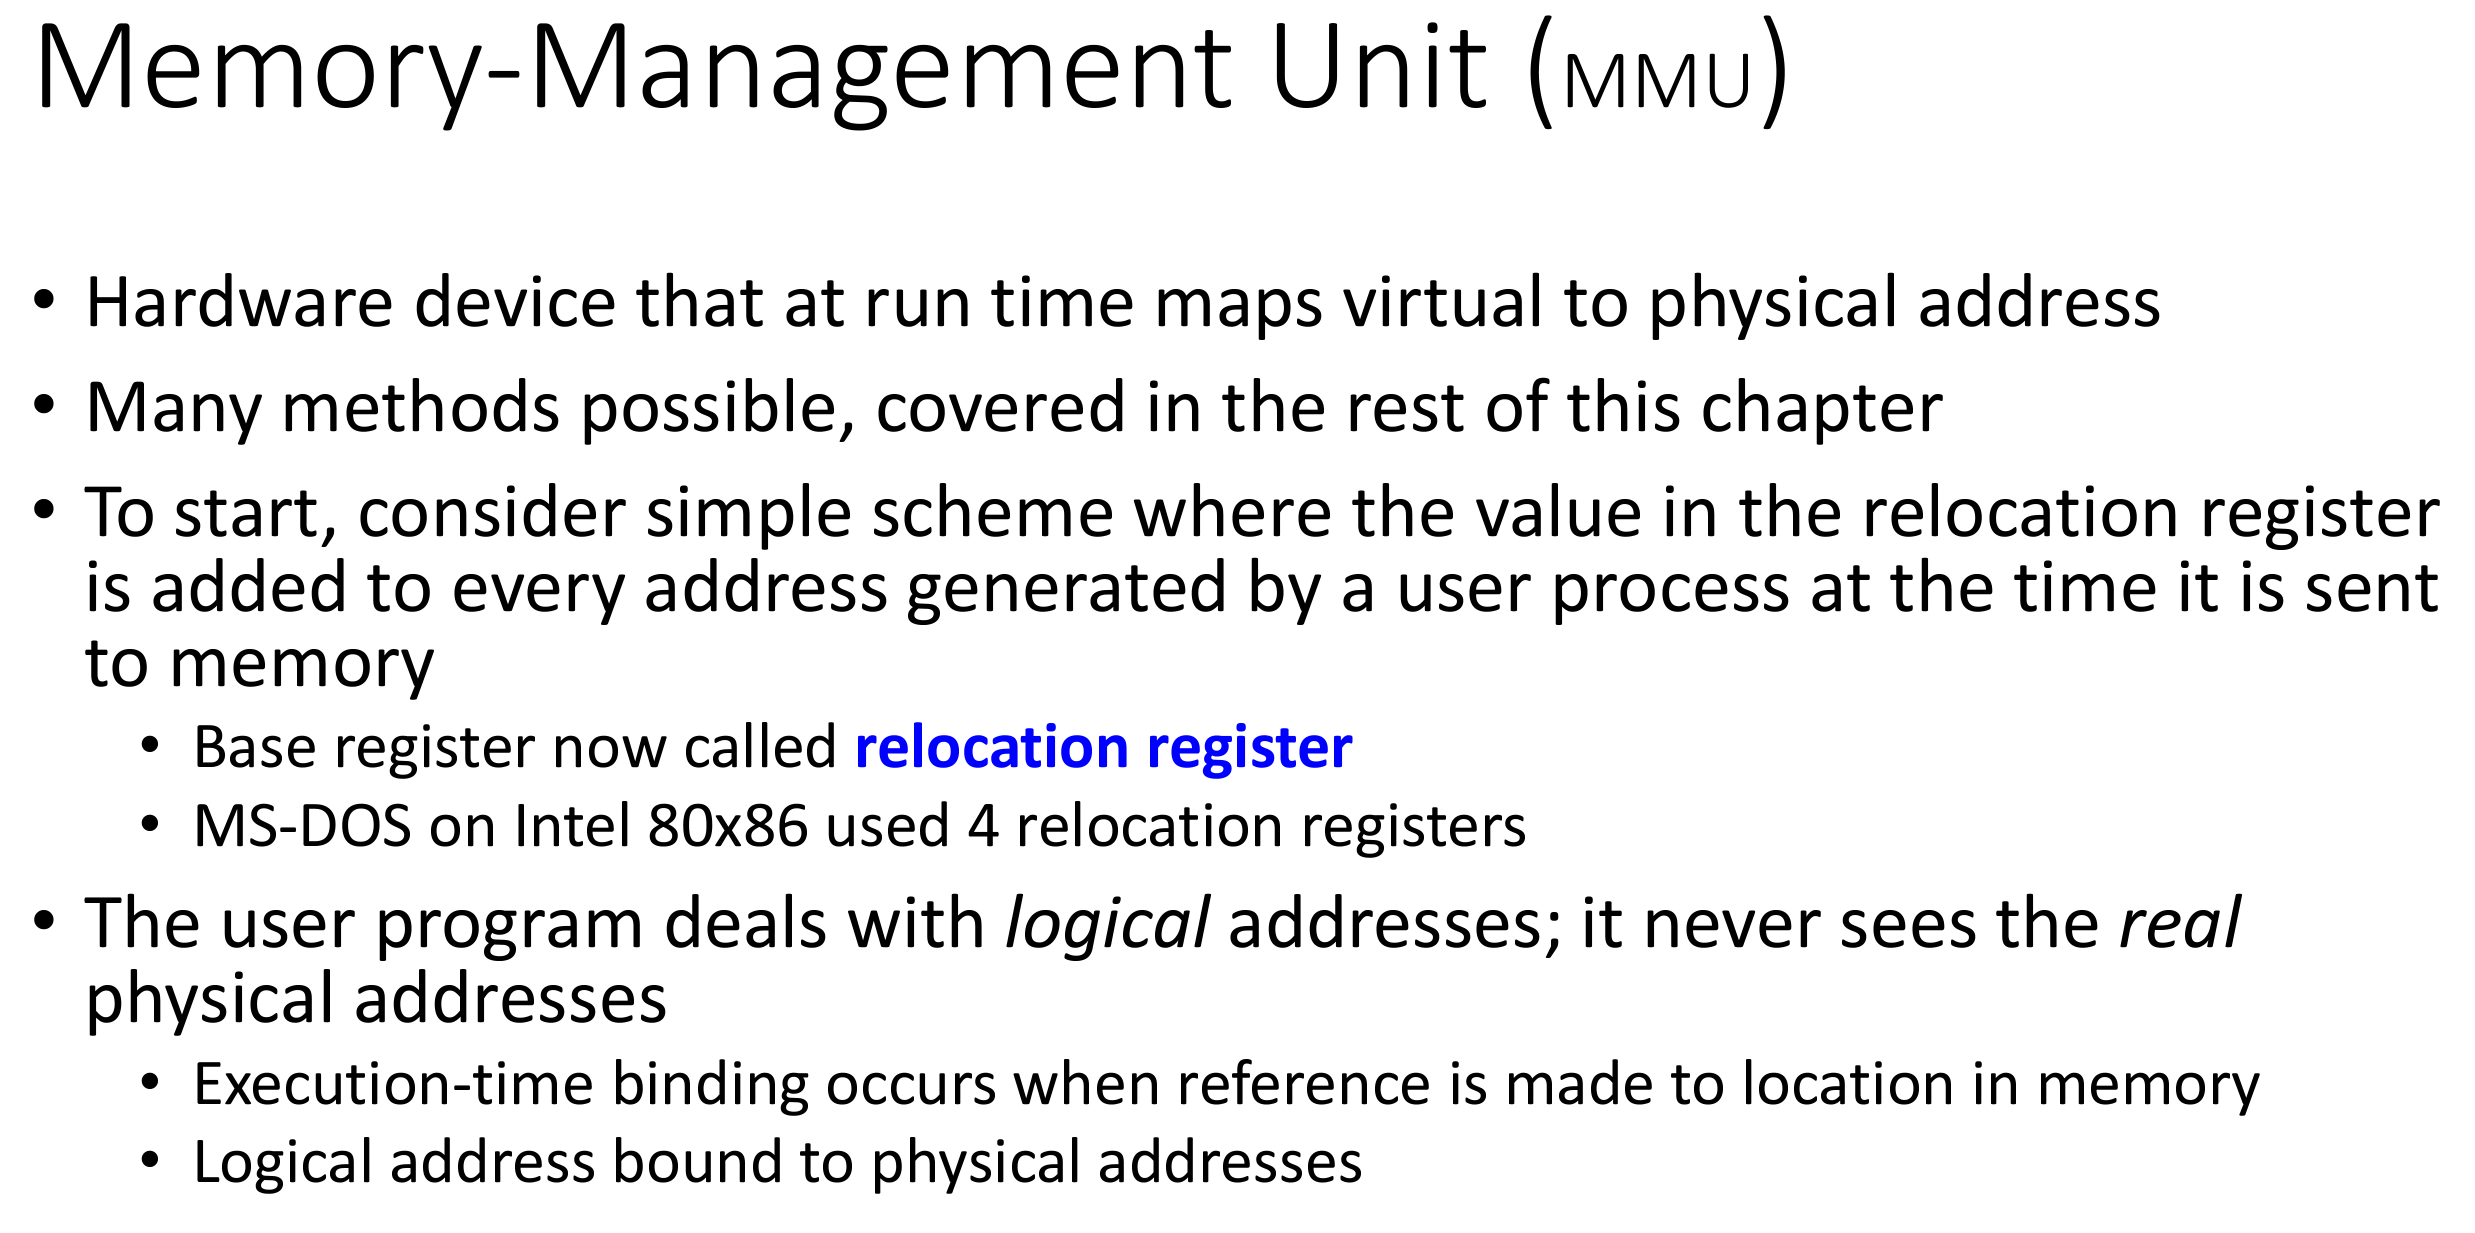 Memory-Management Unit (MMU)
• Hardware device that at run time maps virtual to physical address
• Many methods possible, covered in the rest of this chapter
• To start, consider simple scheme where the value in the relocation register
is added to every address generated by a user process at the time it is sent
to memory
• Base register now called relocation register
• MS-DOS on Intel 80x86 used 4 relocation registers
• The user program deals with logical addresses; it never sees the real
physical addresses
• Execution-time binding occurs when reference is made to location in memory
• Logical address bound to physical addresses